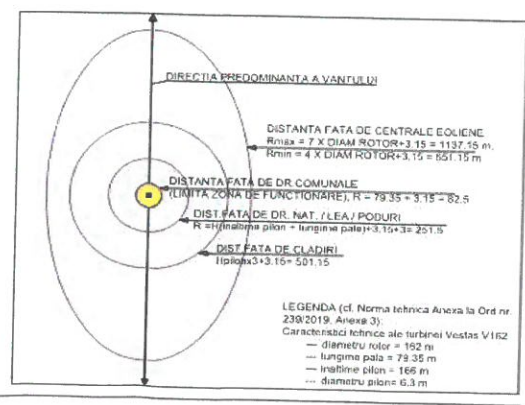 DIRECTIA PREDOMINANTA A VANTULUI
DISTANTA FATA DE CENTRALE EOLIENE
Rmax = 7 X DIAM ROTOR+3.15 = 1137.15 m.
Rmin = 4 X DIAM ROTOR+3.15 = 651.15 m
DISTANTA FATA DE DR COMUNALE
(LIMITA ZONA DE FUNCTIONARE), R = 79.35 + 3.15 = 82.5
DIST.FATA DE DR. NAT. / LEA / PODURI
R =H(inaltime pilon + lungime pala)+3.15+3= 251.5
DIST.FATA DE CLADIRI
Hpilonx3+3.15= 501.15
LEGENDA (cf. Norma tehnica Anexa la Ord nr.
239/2019, Anexa 3):
Caracteristici tehnice ale turbinei Vestas V162
— diametru rotor = 162 m
— lungime pala = 79.35 m
— inaltime pilon = 166 m
--- diametru pilon= 6.3 m